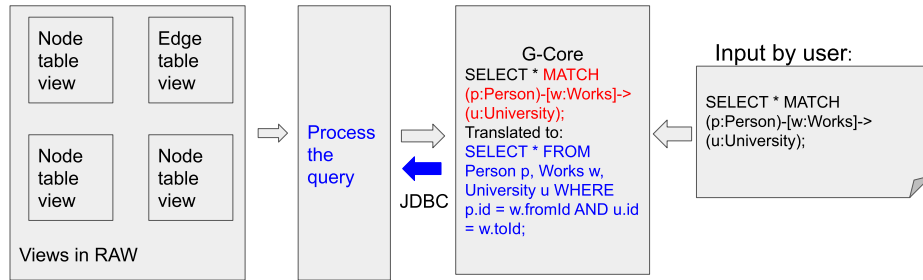 Node
table
view
Edge
table
view
Node
table
view
Node
table
view
Views in RAW
Process
the
query
JDBC
G-Core
SELECT * MATCH
(p:Person)-[w:Works]->
(u:University);
Translated to:
SELECT * FROM
Person p, Works w,
University u WHERE
p.id = w.fromId AND u.id
= w.toId;
Input by user:
SELECT * MATCH
(p:Person)-[w:Works]->
(u:University);